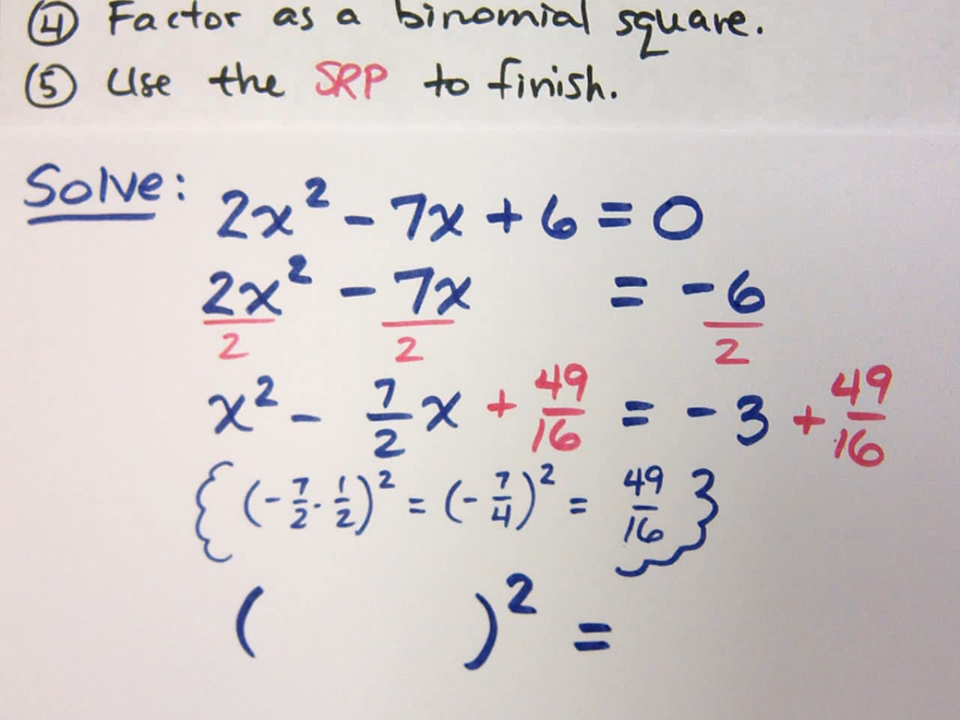 ④ Factor as a binomial square.
⑤ Use the SRP to finish.
Solve: 2x² - 7x + 6 = 0
2x²/2 - 7x/2 = -6/2
x² - 7/2 x + 49/16 = -3 + 49/16
{(-7/2 · 1/2)² = (-7/4)² = 49/16}
(   )² =